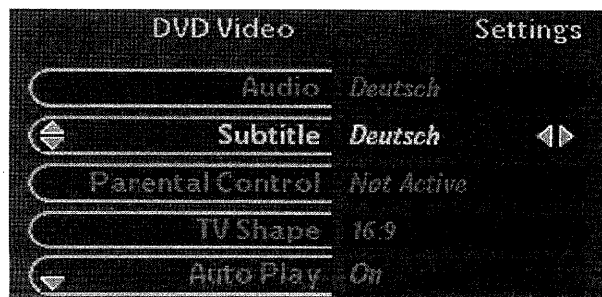 DVD Video Settings
Audio Deutsch
Subtitle Deutsch
Parental Control Not Active
TV Shape 16:9
Auto Play On